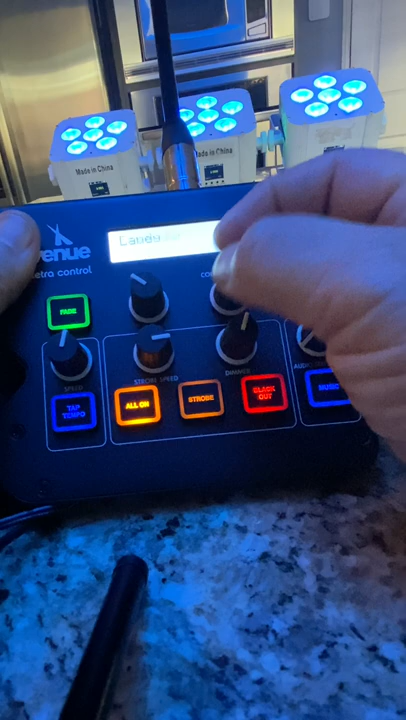 Made in China
Made in China
enue
etra control
FADE
SPEED
STROBE SPEED
DIMMER
TAP
TEMPO
ALL ON
STROBE
BLACK
OUT
MUSIC